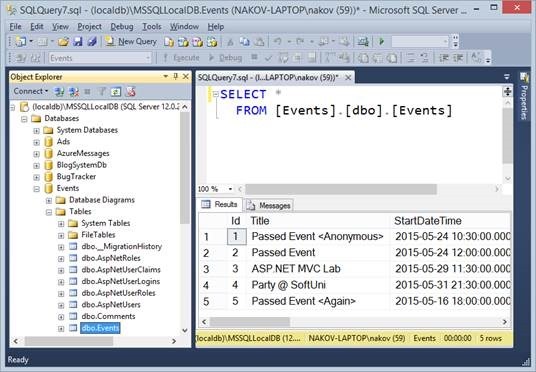 SQLQuery7.sql - (localdb)\MSSQLLocalDB.Events (NAKOV-LAPTOP\nakov (59))* - Microsoft SQL Server ...
File Edit View Project Debug Tools Window Help
New Query
Events
Execute Debug
Object Explorer
Connect
(localdb)\MSSQLLocalDB (SQL Server 12.0.2
Databases
System Databases
Ads
AzureMessages
BlogSystemDb
BugTracker
Events
Database Diagrams
Tables
System Tables
FileTables
dbo.__MigrationHistory
dbo.AspNetRoles
dbo.AspNetUserClaims
dbo.AspNetUserLogins
dbo.AspNetUserRoles
dbo.AspNetUsers
dbo.Comments
dbo.Events
SQLQuery7.sql - (l...LAPTOP\nakov (59))*
SELECT *
FROM [Events].[dbo].[Events]
100 %
Results Messages
Id Title StartDateTime
1 1 Passed Event <Anonymous> 2015-05-24 10:30:00.000
2 2 Passed Event 2015-05-24 12:00:00.000
3 3 ASP.NET MVC Lab 2015-05-29 11:30:00.000
4 4 Party @ SoftUni 2015-05-31 21:30:00.000
5 5 Passed Event <Again> 2015-05-16 18:00:00.000
(localdb)\MSSQLLocalDB (12.... NAKOV-LAPTOP\nakov (59) Events 00:00:00 5 rows
Properties
Ready